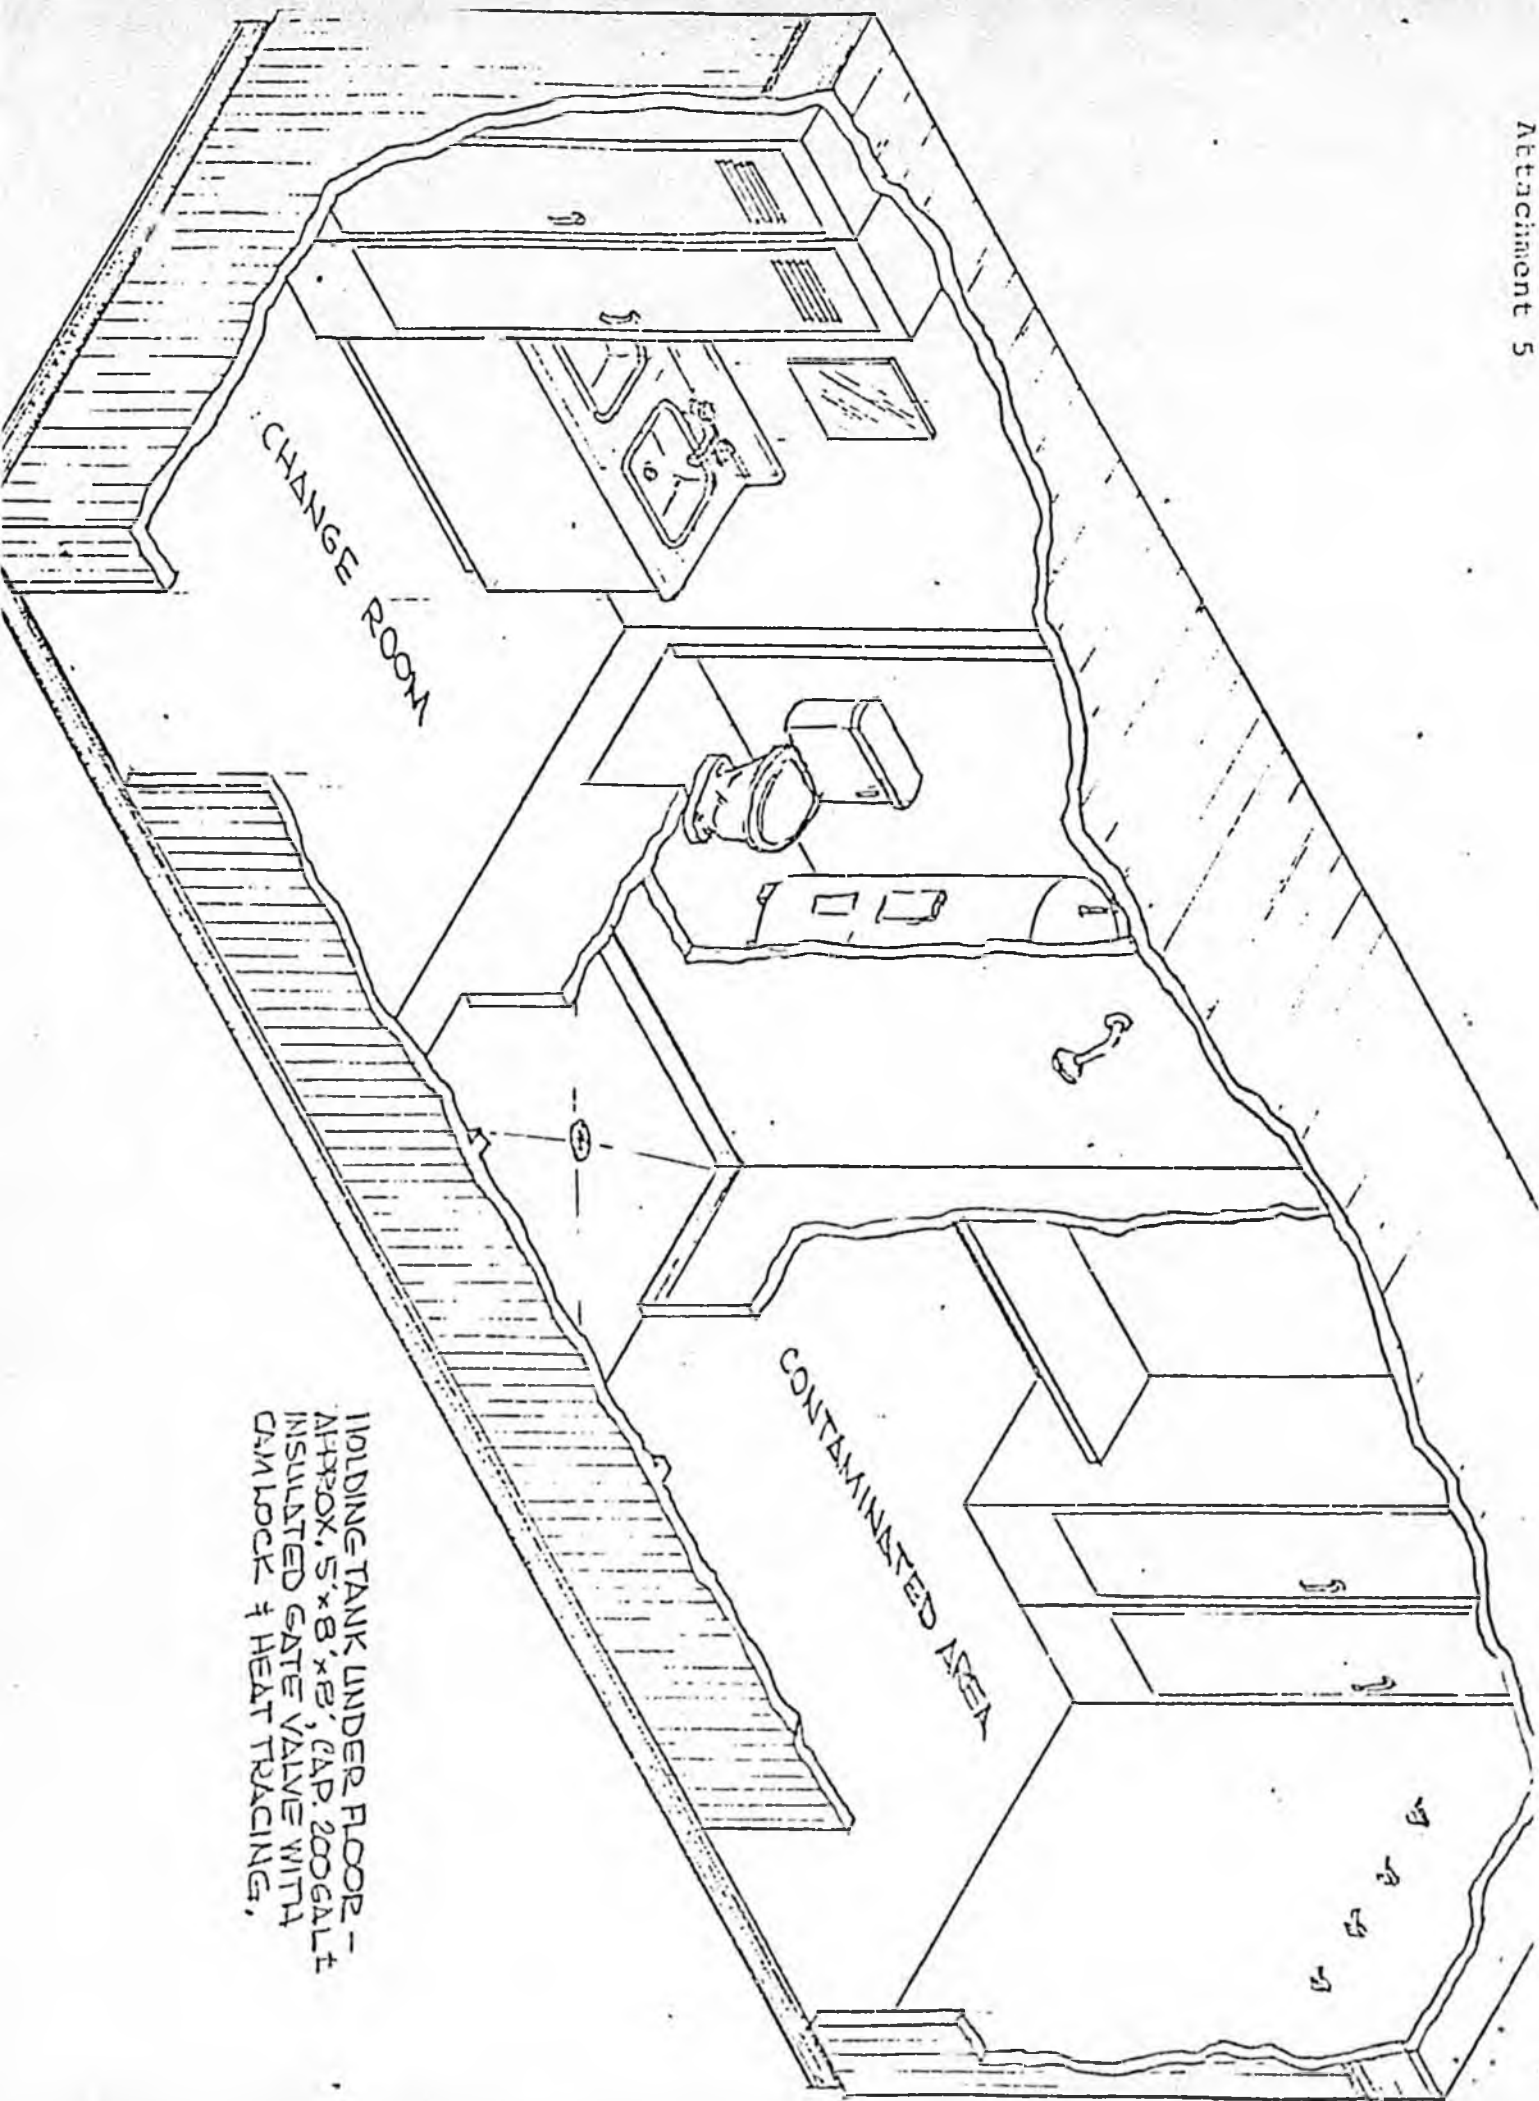 Attachment 5
CHANGE ROOM
CONTAMINATED AREA
HOLDING TANK UNDER FLOOR –
APPROX. 5'x8'x8', CAP. 200GAL±
INSULATED GATE VALVE WITH
CAMLOCK & HEAT TRACING.